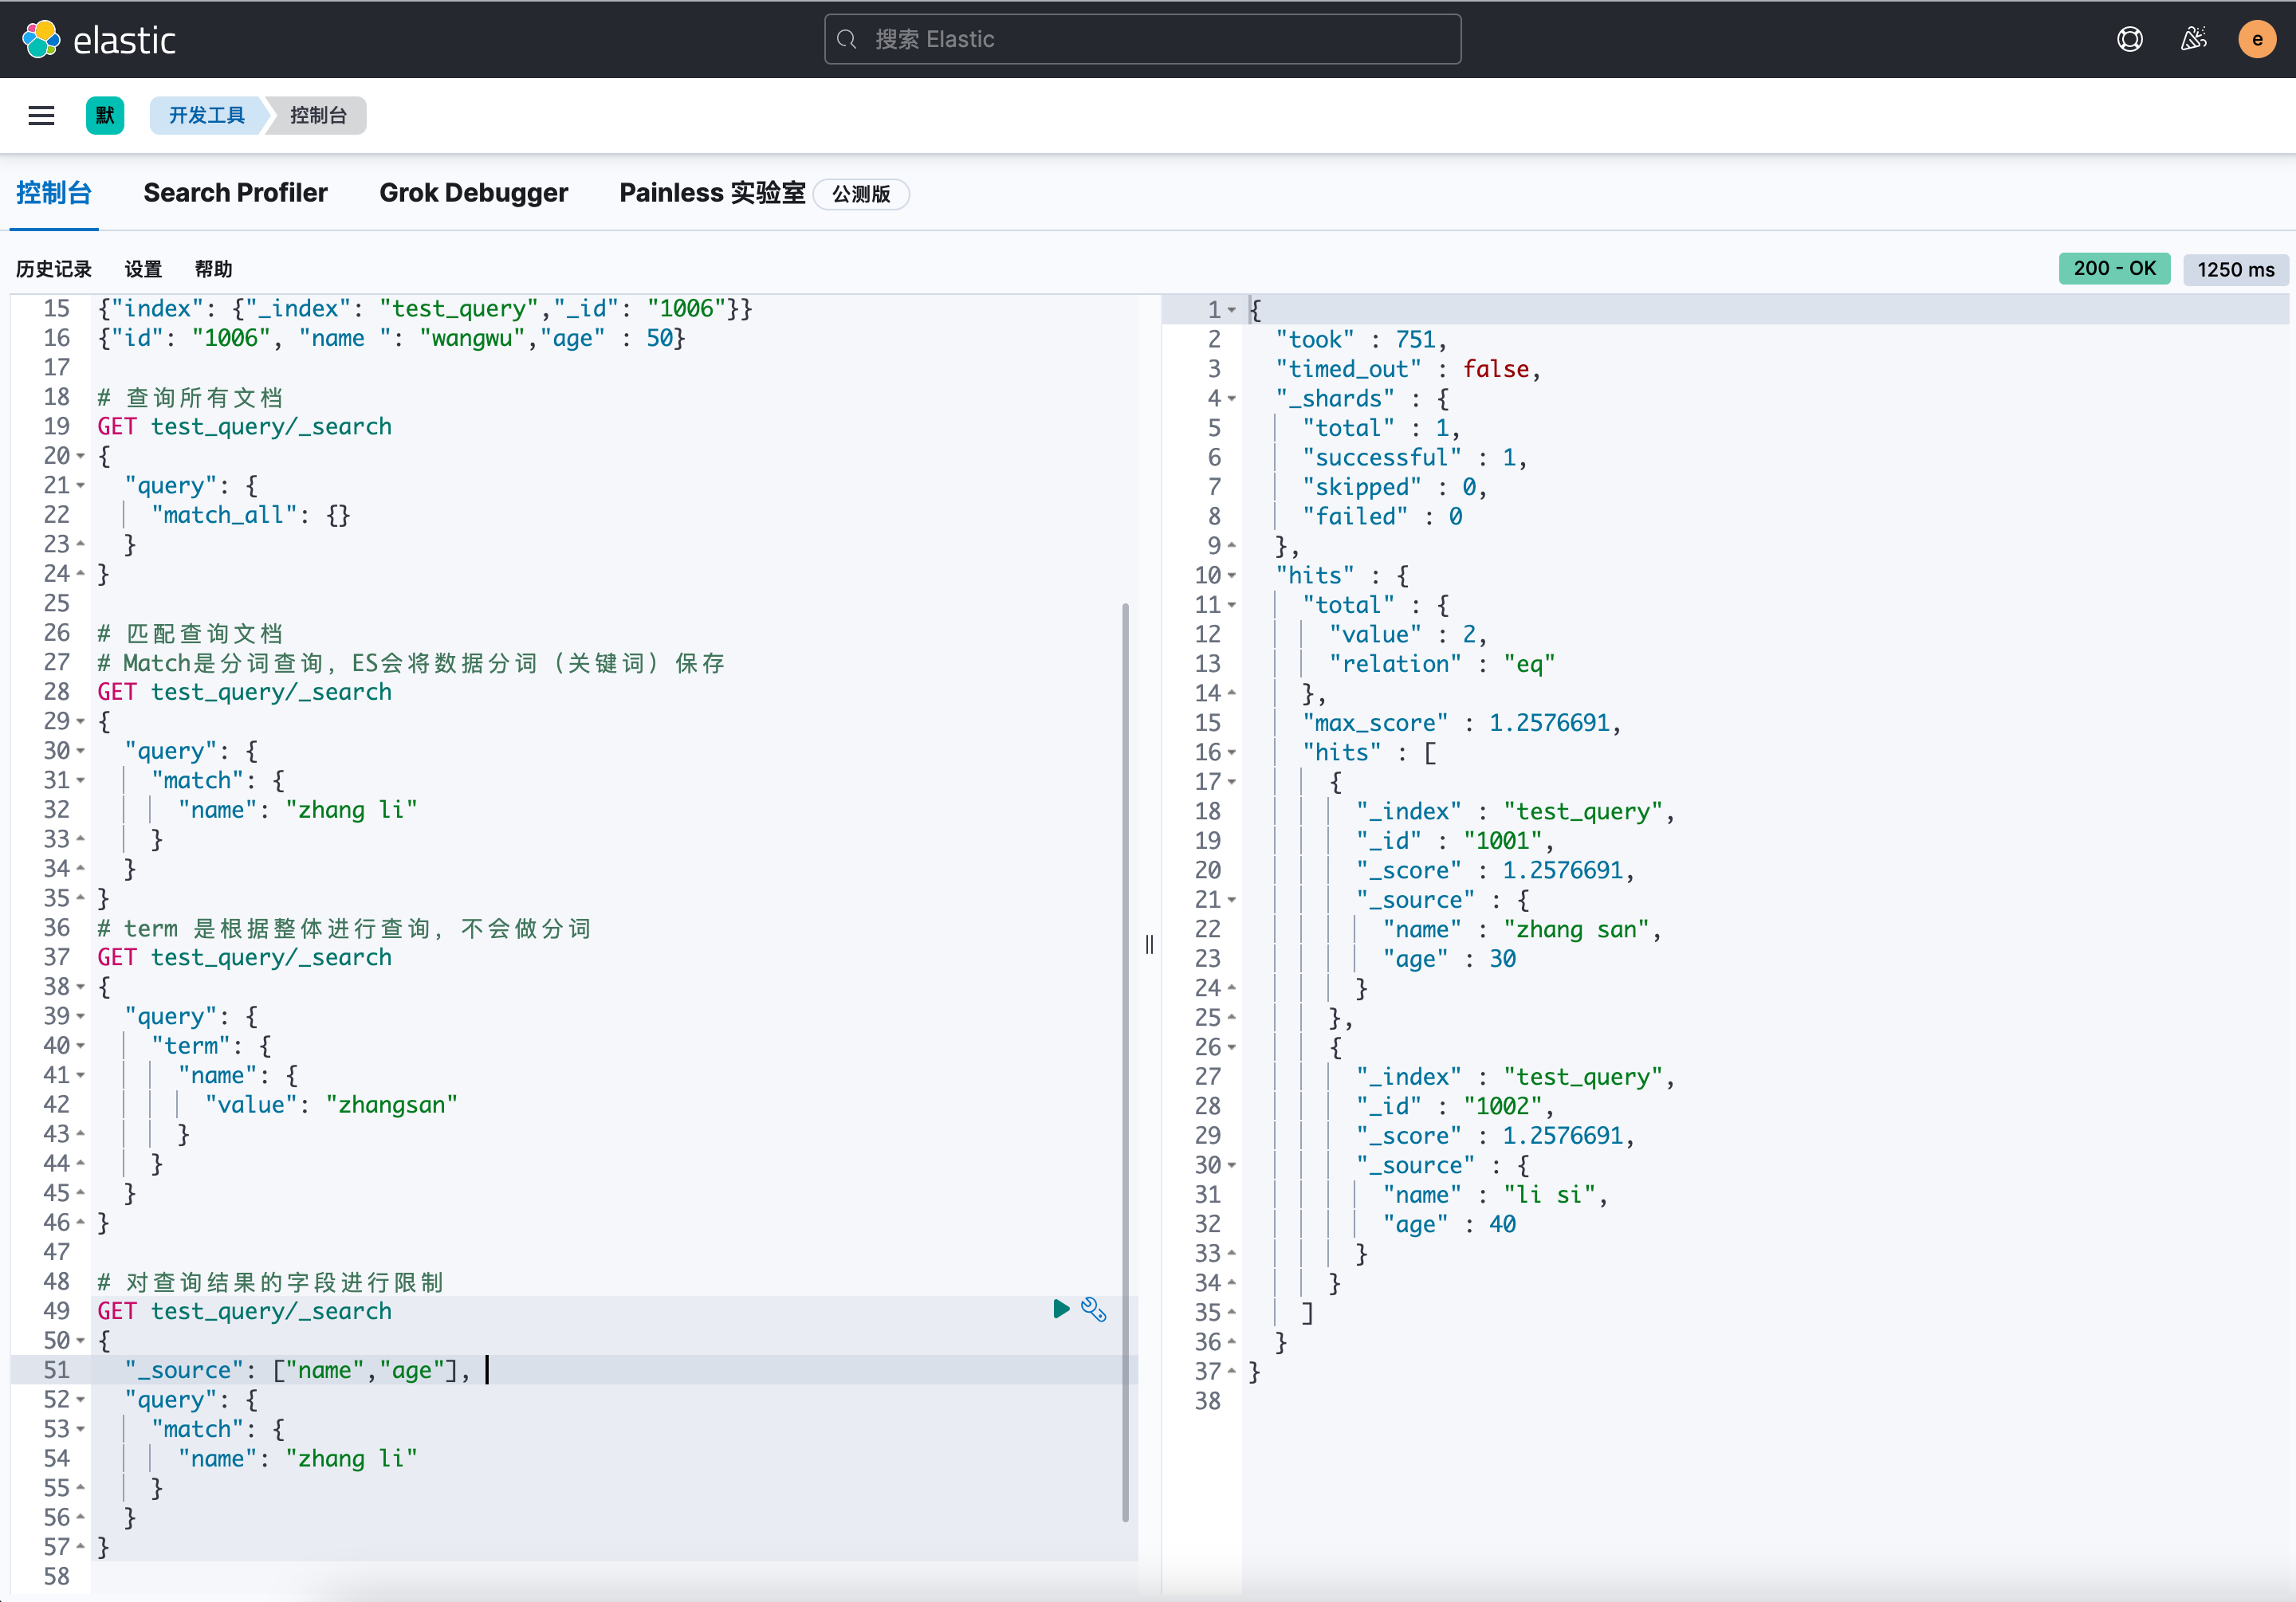 elastic
搜索 Elastic
e
默
开发工具
控制台
控制台
Search Profiler
Grok Debugger
Painless 实验室
公测版
历史记录
设置
帮助
200 - OK
1250 ms
15 {"index": {"_index": "test_query","_id": "1006"}}
16 {"id": "1006", "name ": "wangwu","age" : 50}
17
18 # 查询所有文档
19 GET test_query/_search
20 {
21 "query": {
22 "match_all": {}
23 }
24 }
25
26 # 匹配查询文档
27 # Match是分词查询，ES会将数据分词（关键词）保存
28 GET test_query/_search
29 {
30 "query": {
31 "match": {
32 "name": "zhang li"
33 }
34 }
35 }
36 # term 是根据整体进行查询，不会做分词
37 GET test_query/_search
38 {
39 "query": {
40 "term": {
41 "name": {
42 "value": "zhangsan"
43 }
44 }
45 }
46 }
47
48 # 对查询结果的字段进行限制
49 GET test_query/_search
50 {
51 "_source": ["name","age"],
52 "query": {
53 "match": {
54 "name": "zhang li"
55 }
56 }
57 }
58
1 {
2 "took" : 751,
3 "timed_out" : false,
4 "_shards" : {
5 "total" : 1,
6 "successful" : 1,
7 "skipped" : 0,
8 "failed" : 0
9 },
10 "hits" : {
11 "total" : {
12 "value" : 2,
13 "relation" : "eq"
14 },
15 "max_score" : 1.2576691,
16 "hits" : [
17 {
18 "_index" : "test_query",
19 "_id" : "1001",
20 "_score" : 1.2576691,
21 "_source" : {
22 "name" : "zhang san",
23 "age" : 30
24 }
25 },
26 {
27 "_index" : "test_query",
28 "_id" : "1002",
29 "_score" : 1.2576691,
30 "_source" : {
31 "name" : "li si",
32 "age" : 40
33 }
34 }
35 ]
36 }
37 }
38